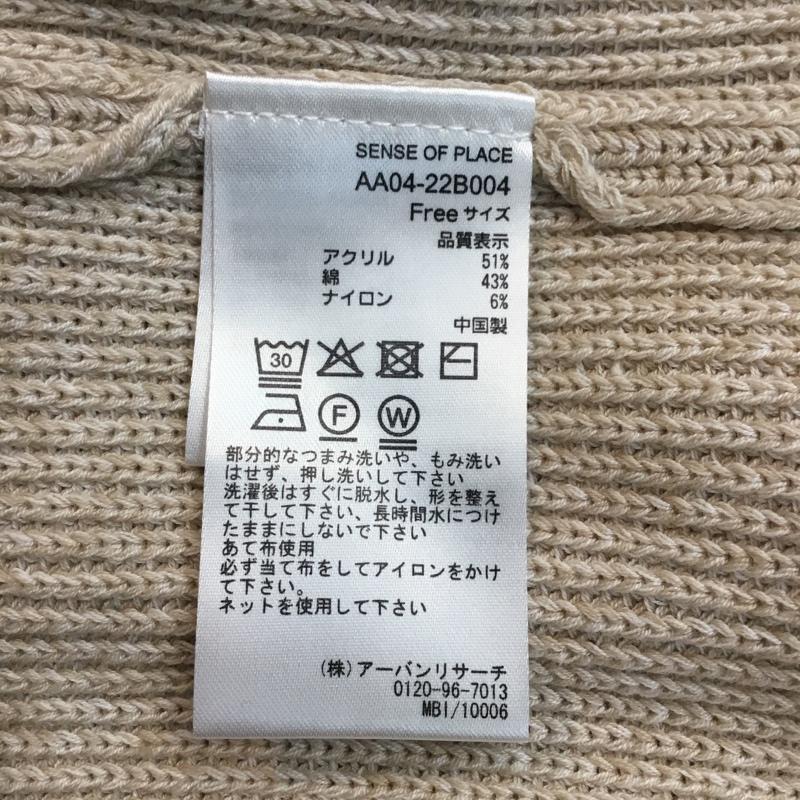 SENSE OF PLACE
AA04-22B004
Free サイズ
品質表示
アクリル 51%
綿 43%
ナイロン 6%
中国製
30
F W
部分的なつまみ洗いや、もみ洗い
はせず、押し洗いして下さい
洗濯後はすぐに脱水し、形を整え
て干して下さい、長時間水につけ
たままにしないで下さい
あて布使用
必ず当て布をしてアイロンをかけ
て下さい。
ネットを使用して下さい
(株)アーバンリサーチ
0120-96-7013
MBI/10006